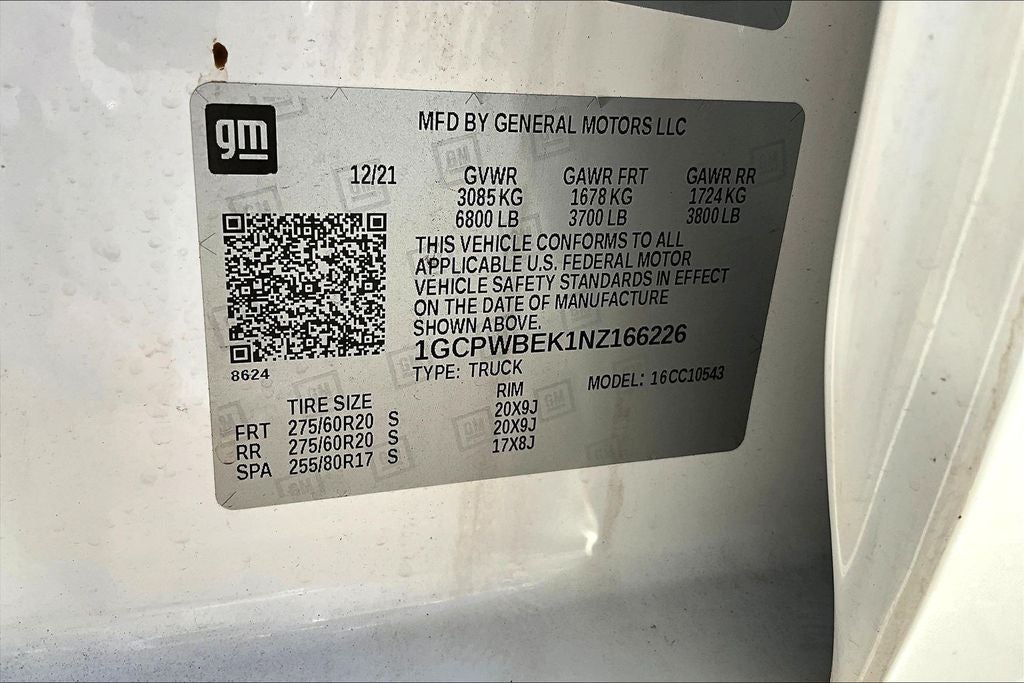 gm
MFD BY GENERAL MOTORS LLC
12/21 GVWR GAWR FRT GAWR RR
3085 KG 1678 KG 1724 KG
6800 LB 3700 LB 3800 LB
THIS VEHICLE CONFORMS TO ALL
APPLICABLE U.S. FEDERAL MOTOR
VEHICLE SAFETY STANDARDS IN EFFECT
ON THE DATE OF MANUFACTURE
SHOWN ABOVE.
1GCPWBEK1NZ166226
8624
TYPE: TRUCK MODEL: 16CC10543
TIRE SIZE RIM
FRT 275/60R20 S 20X9J
RR 275/60R20 S 20X9J
SPA 255/80R17 S 17X8J